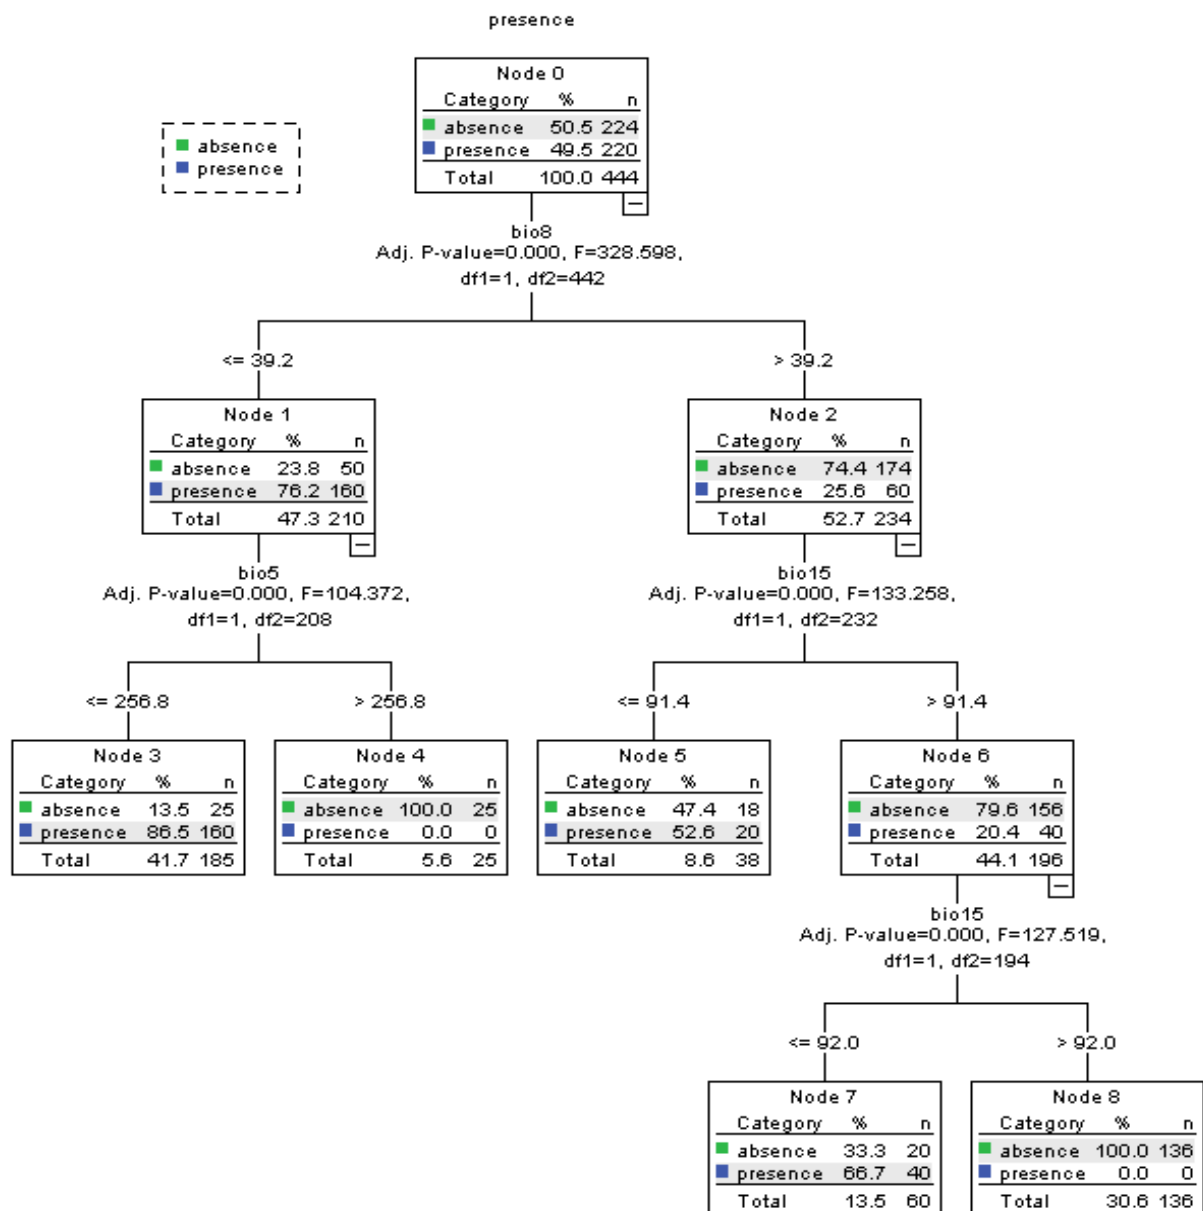 presence
absence
presence
Node 0
Category % n
absence 50.5 224
presence 49.5 220
Total 100.0 444
bio8
Adj. P-value=0.000, F=328.598,
df1=1, df2=442
<= 39.2
> 39.2
Node 1
Category % n
absence 23.8 50
presence 76.2 160
Total 47.3 210
Node 2
Category % n
absence 74.4 174
presence 25.6 60
Total 52.7 234
bio5
Adj. P-value=0.000, F=104.372,
df1=1, df2=208
bio15
Adj. P-value=0.000, F=133.258,
df1=1, df2=232
<= 256.8
> 256.8
<= 91.4
> 91.4
Node 3
Category % n
absence 13.5 25
presence 86.5 160
Total 41.7 185
Node 4
Category % n
absence 100.0 25
presence 0.0 0
Total 5.6 25
Node 5
Category % n
absence 47.4 18
presence 52.6 20
Total 8.6 38
Node 6
Category % n
absence 79.6 156
presence 20.4 40
Total 44.1 196
bio15
Adj. P-value=0.000, F=127.519,
df1=1, df2=194
<= 92.0
> 92.0
Node 7
Category % n
absence 33.3 20
presence 66.7 40
Total 13.5 60
Node 8
Category % n
absence 100.0 136
presence 0.0 0
Total 30.6 136